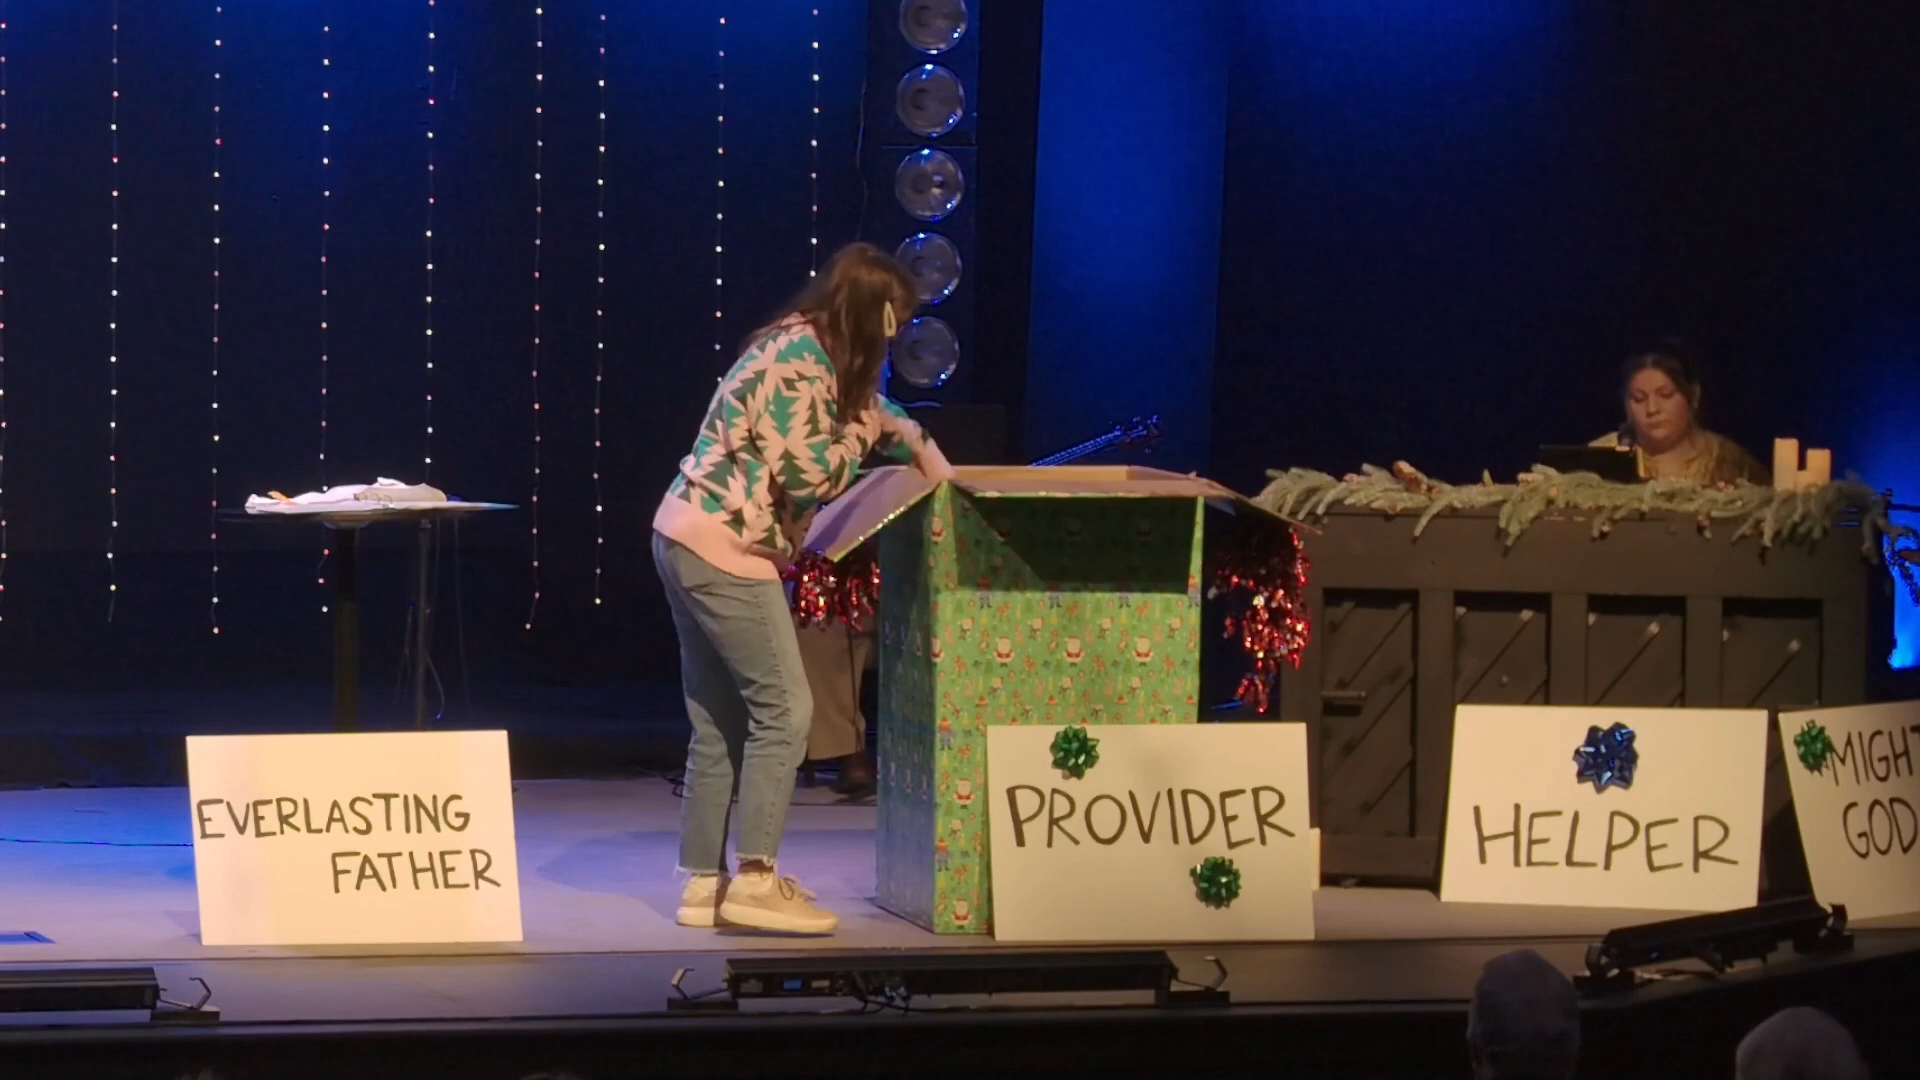 EVERLASTING
FATHER
PROVIDER
HELPER
MIGHT
GOD